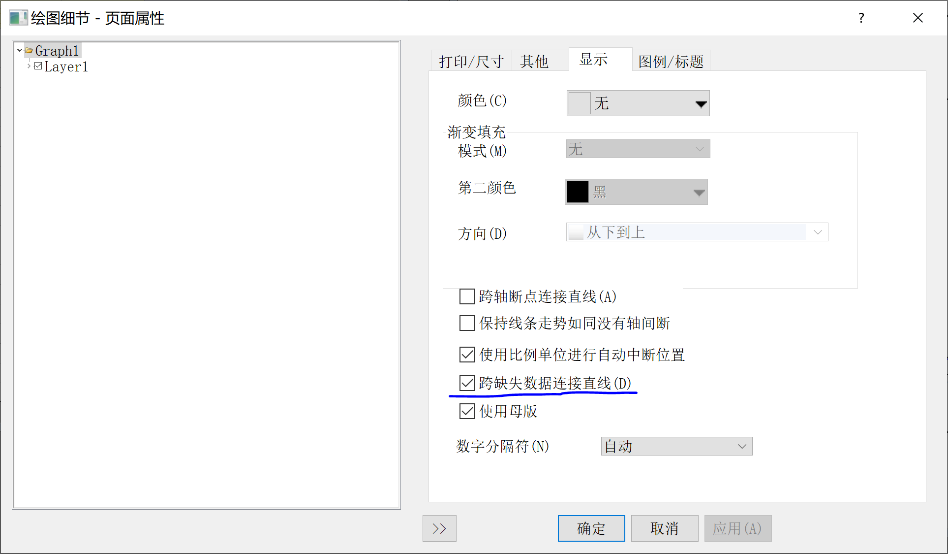 绘图细节 - 页面属性
?
Graph1
Layer1
打印/尺寸 其他 显示 图例/标题
颜色(C) 无
渐变填充
模式(M) 无
第二颜色 黑
方向(D) 从下到上
跨轴断点连接直线(A)
保持线条走势如同没有轴间断
使用比例单位进行自动中断位置
跨缺失数据连接直线(D)
使用母版
数字分隔符(N) 自动
>> 确定 取消 应用(A)